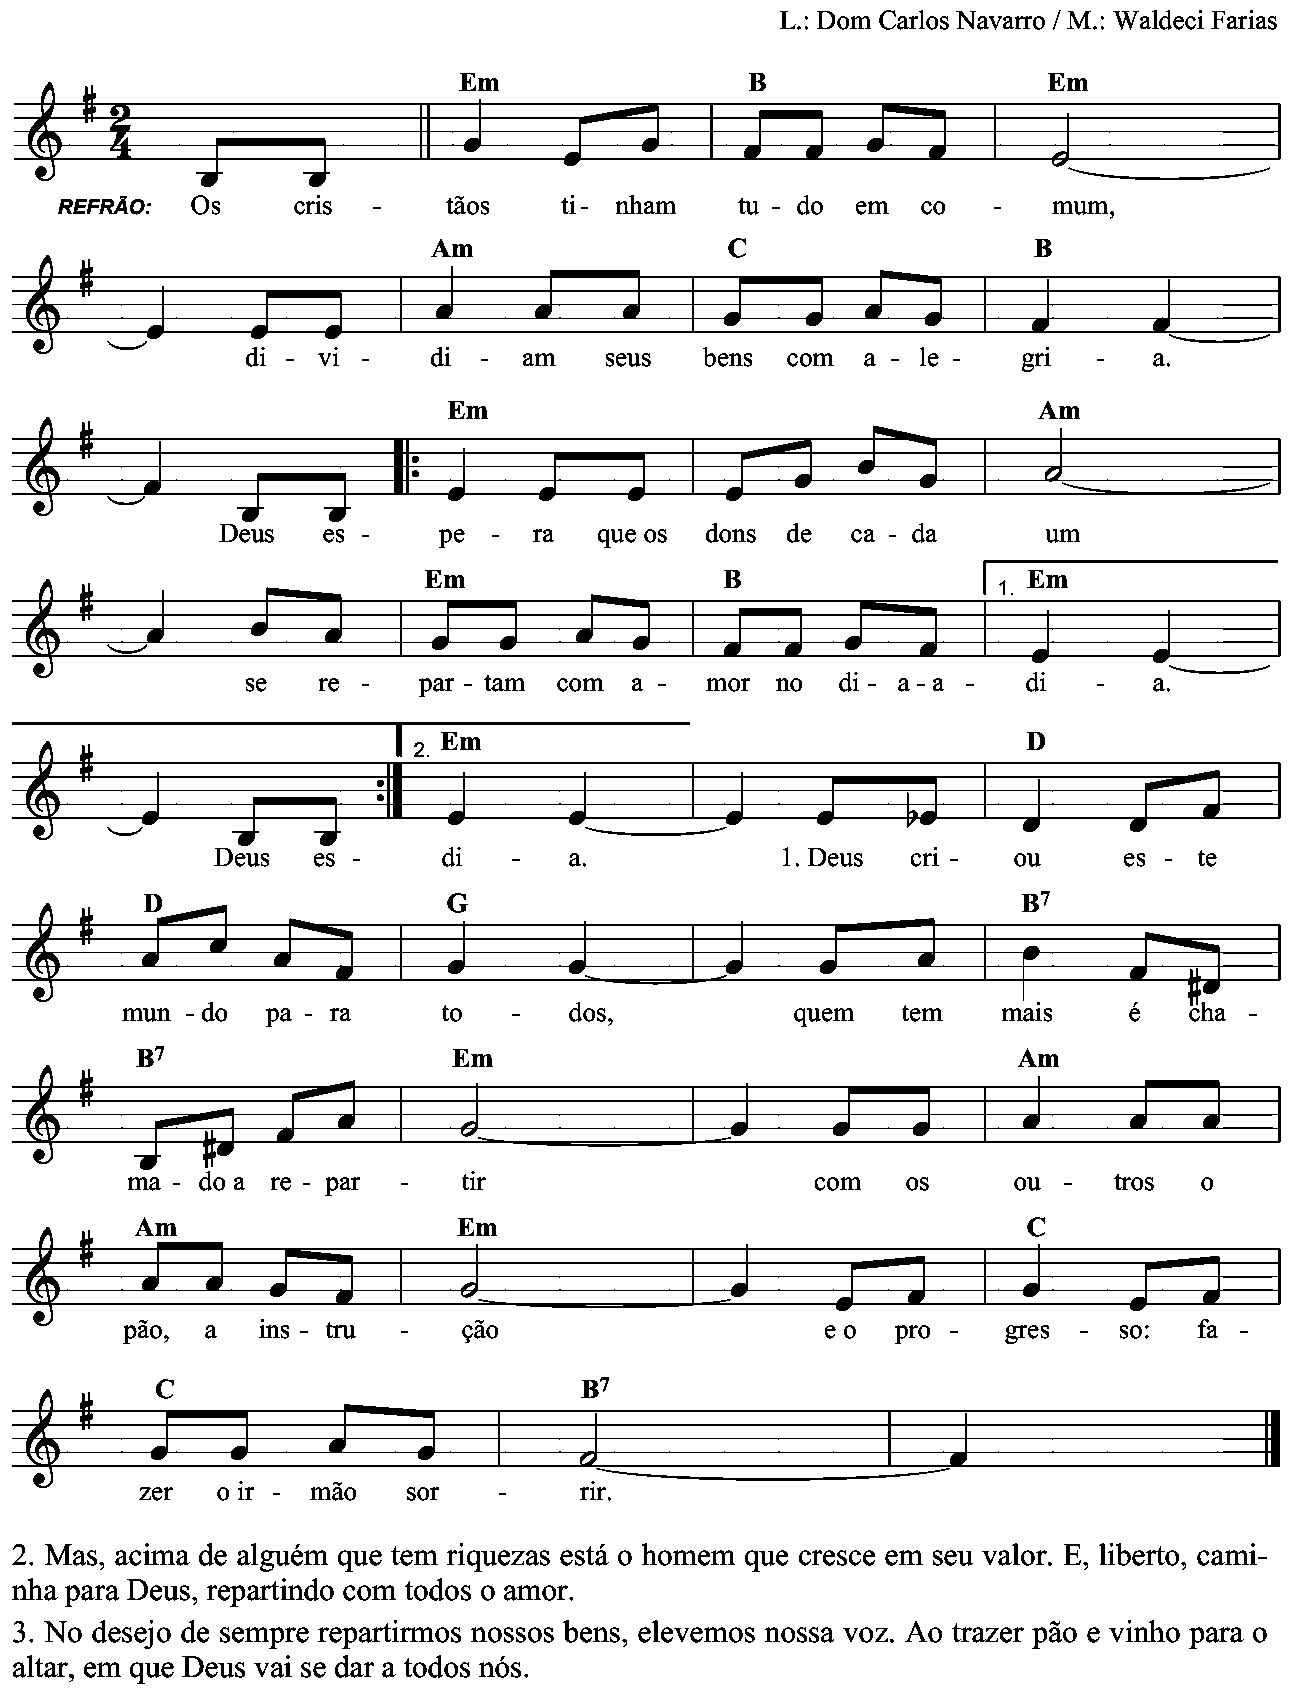 L.: Dom Carlos Navarro / M.: Waldeci Farias
Em B Em
2
4
REFRÃO: Os cris - tãos ti - nham tu - do em co - mum,
Am C B
di - vi - di - am seus bens com a - le - gri - a.
Em Am
Deus es - pe - ra que os dons de ca - da um
Em B 1. Em
se re - par - tam com a - mor no di - a - a - di - a.
2. Em D
Deus es - di - a. 1. Deus cri - ou es - te
D G B7
mun - do pa - ra to - dos, quem tem mais é cha -
B7 Em Am
ma - do a re - par - tir com os ou - tros o
Am Em C
pão, a ins - tru - ção e o pro - gres - so: fa -
C B7
zer o ir - mão sor - rir.
2. Mas, acima de alguém que tem riquezas está o homem que cresce em seu valor. E, liberto, cami-
nha para Deus, repartindo com todos o amor.
3. No desejo de sempre repartirmos nossos bens, elevemos nossa voz. Ao trazer pão e vinho para o
altar, em que Deus vai se dar a todos nós.